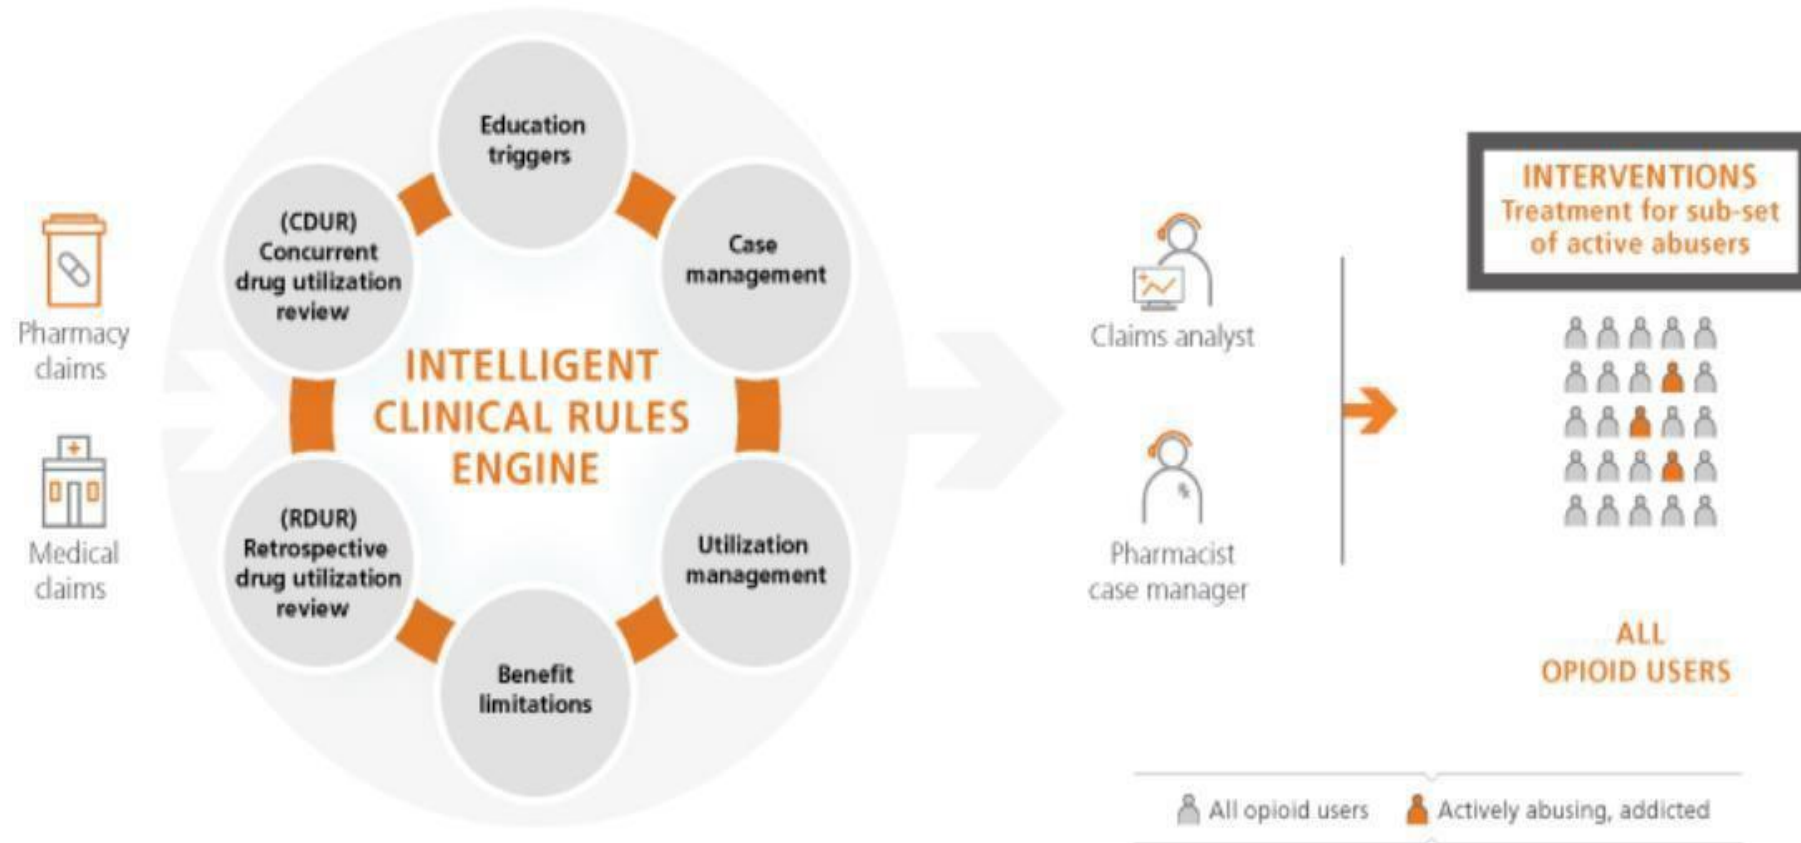 Pharmacy
claims
Medical
claims
Education
triggers
(CDUR)
Concurrent
drug utilization
review
Case
management
INTELLIGENT
CLINICAL RULES
ENGINE
(RDUR)
Retrospective
drug utilization
review
Utilization
management
Benefit
limitations
Claims analyst
Pharmacist
case manager
INTERVENTIONS
Treatment for sub-set
of active abusers
ALL
OPIOID USERS
All opioid users
Actively abusing, addicted